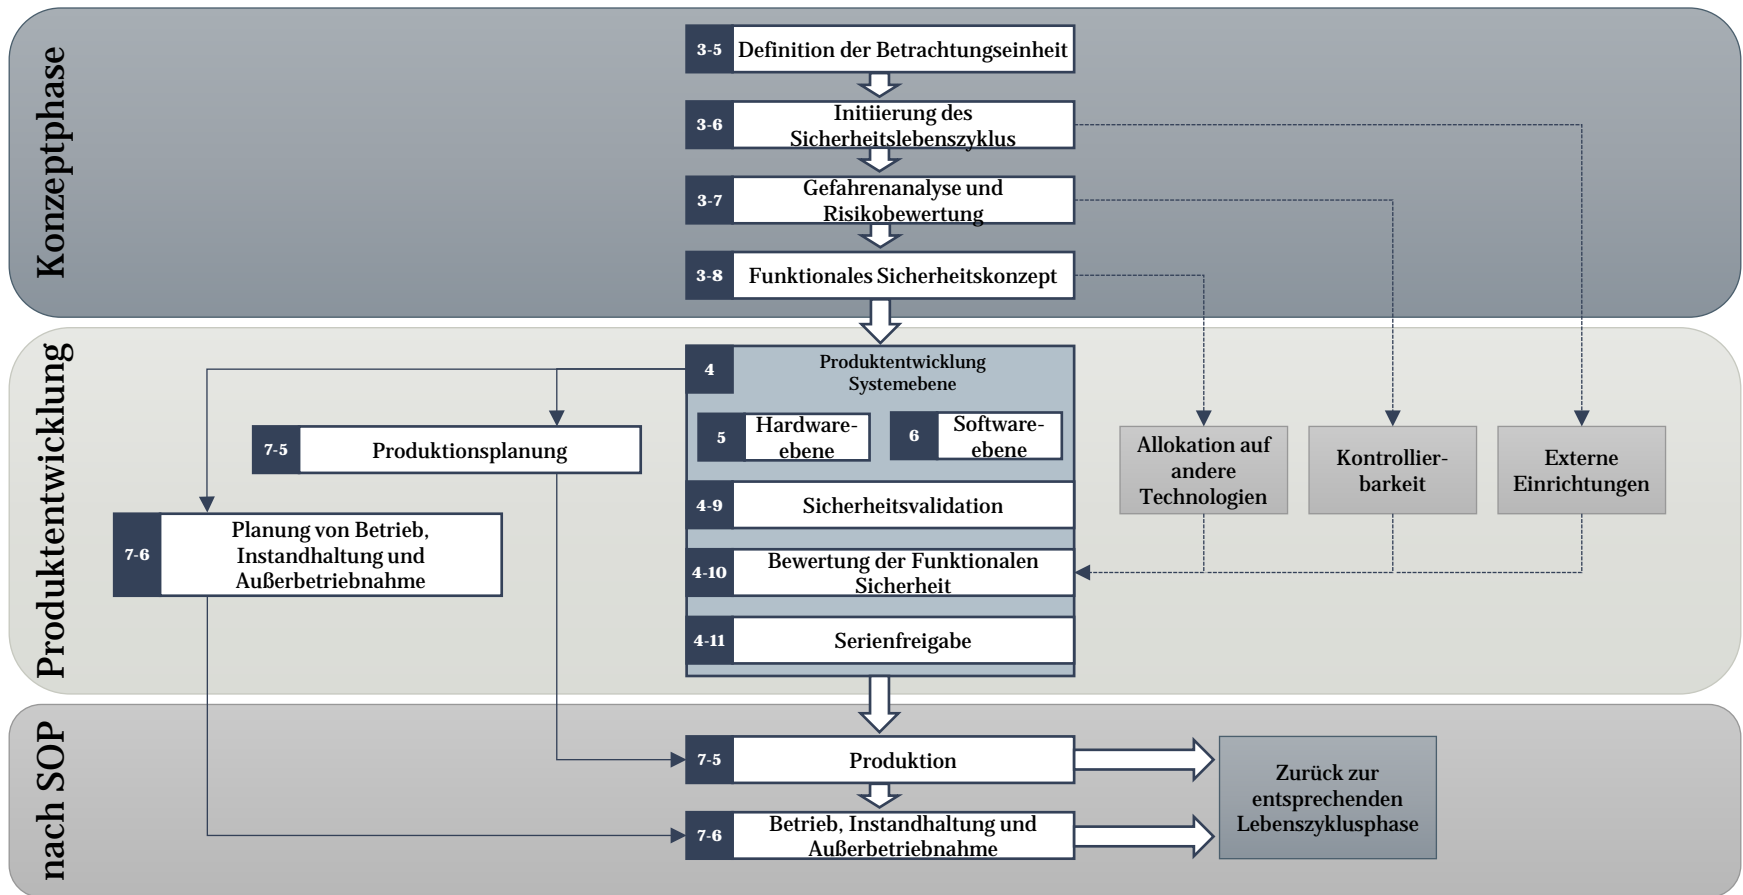 Konzeptphase
3-5
Definition der Betrachtungseinheit
3-6
Initiierung des
Sicherheitslebenszyklus
3-7
Gefahrenanalyse und
Risikobewertung
3-8
Funktionales Sicherheitskonzept
Produktentwicklung
4
Produktentwicklung
Systemebene
5
Hardware-
ebene
6
Software-
ebene
7-5
Produktionsplanung
7-6
Planung von Betrieb,
Instandhaltung und
Außerbetriebnahme
4-9
Sicherheitsvalidation
4-10
Bewertung der Funktionalen
Sicherheit
4-11
Serienfreigabe
Allokation auf
andere
Technologien
Kontrollier-
barkeit
Externe
Einrichtungen
nach SOP
7-5
Produktion
7-6
Betrieb, Instandhaltung und
Außerbetriebnahme
Zurück zur
entsprechenden
Lebenszyklusphase